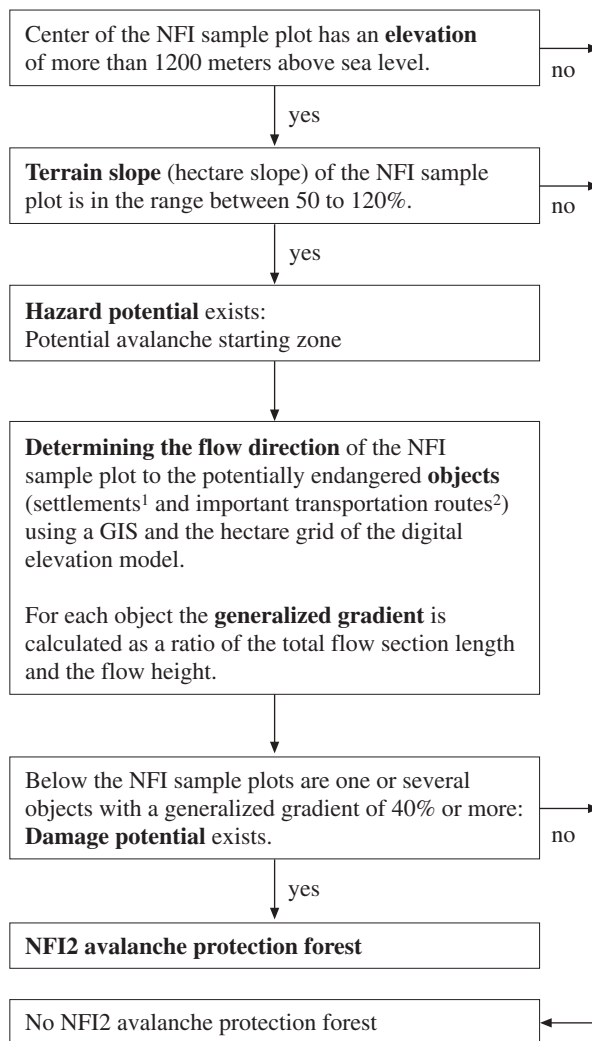 Center of the NFI sample plot has an elevation
of more than 1200 meters above sea level.
no
yes
Terrain slope (hectare slope) of the NFI sample
plot is in the range between 50 to 120%.
no
yes
Hazard potential exists:
Potential avalanche starting zone
Determining the flow direction of the NFI
sample plot to the potentially endangered objects
(settlements¹ and important transportation routes²)
using a GIS and the hectare grid of the digital
elevation model.
For each object the generalized gradient is
calculated as a ratio of the total flow section length
and the flow height.
Below the NFI sample plots are one or several
objects with a generalized gradient of 40% or more:
Damage potential exists.
no
yes
NFI2 avalanche protection forest
No NFI2 avalanche protection forest